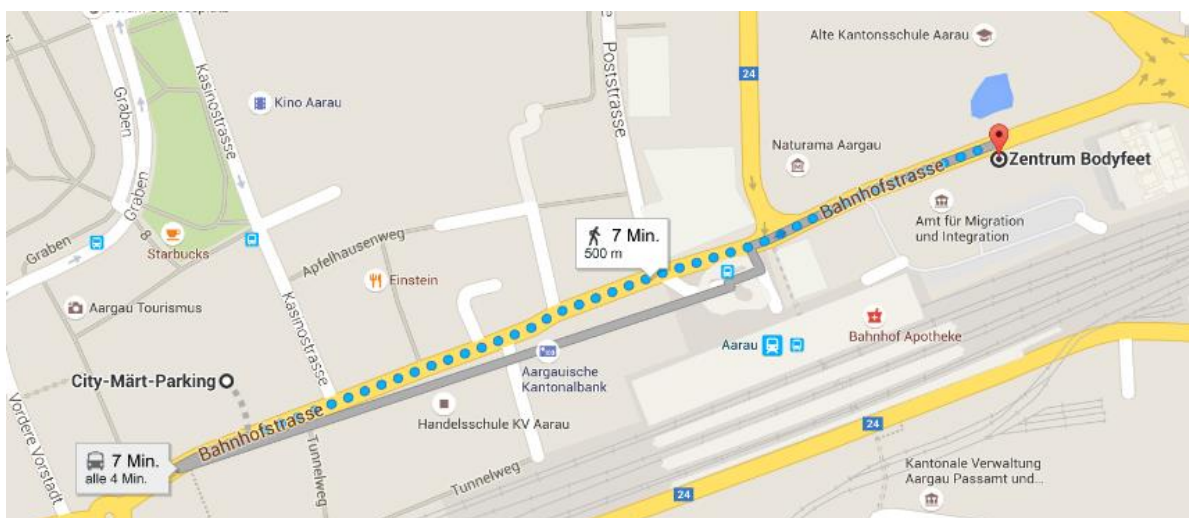 Graben
Graben
Graben
8
Kasinostrasse
Kino Aarau
Poststrasse
24
Alte Kantonsschule Aarau
Naturama Aargau
Bahnhofstrasse
Zentrum Bodyfeet
Amt für Migration
und Integration
Starbucks
Apfelhausenweg
Einstein
7 Min.
500 m
Aargau Tourismus
Kasinostrasse
Aarau
Bahnhof Apotheke
City-Märt-Parking
Aargauische
Kantonalbank
Bahnhofstrasse
Handelsschule KV Aarau
Vordere Vorstadt
7 Min.
alle 4 Min.
Tunnelweg
Tunnelweg
24
24
Kantonale Verwaltung
Aargau Passamt und...